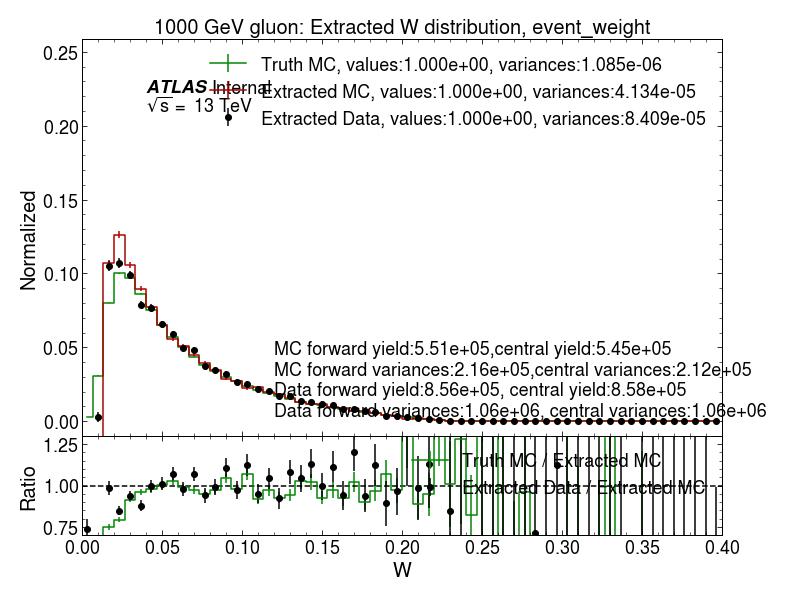 1000 GeV gluon: Extracted W distribution, event_weight
Truth MC, values:1.000e+00, variances:1.085e-06
ATLAS Internal
Extracted MC, values:1.000e+00, variances:4.134e-05
√s = 13 TeV
Extracted Data, values:1.000e+00, variances:8.409e-05
Normalized
0.25
0.20
0.15
0.10
0.05
0.00
MC forward yield:5.51e+05,central yield:5.45e+05
MC forward variances:2.16e+05,central variances:2.12e+05
Data forward yield:8.56e+05, central yield:8.58e+05
Data forward variances:1.06e+06, central variances:1.06e+06
Ratio
1.25
1.00
0.75
Truth MC / Extracted MC
Extracted Data / Extracted MC
0.00 0.05 0.10 0.15 0.20 0.25 0.30 0.35 0.40
W